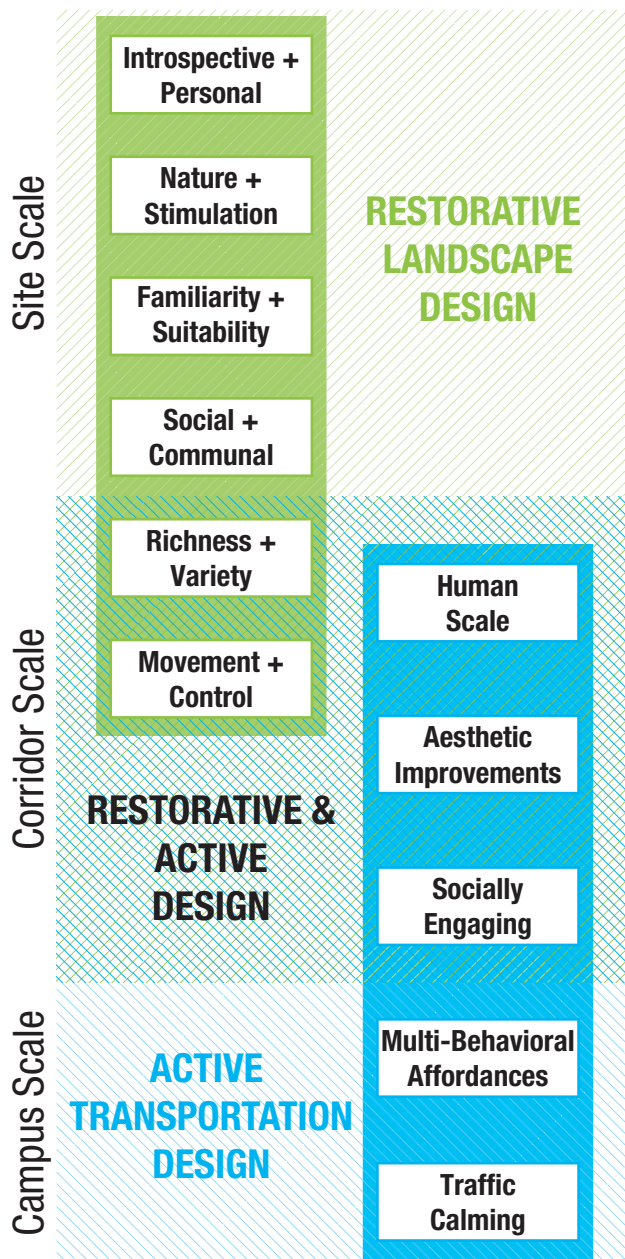 Site Scale
Introspective +
Personal
Nature +
Stimulation
Familiarity +
Suitability
Social +
Communal
RESTORATIVE
LANDSCAPE
DESIGN
Corridor Scale
Richness +
Variety
Movement +
Control
RESTORATIVE &
ACTIVE
DESIGN
Human
Scale
Aesthetic
Improvements
Socially
Engaging
Campus Scale
ACTIVE
TRANSPORTATION
DESIGN
Multi-Behavioral
Affordances
Traffic
Calming